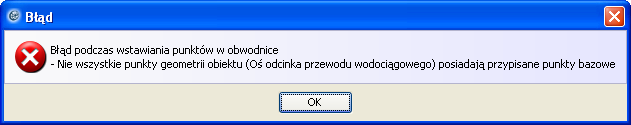 Błąd
Błąd podczas wstawiania punktów w obwodnice
- Nie wszystkie punkty geometrii obiektu (Oś odcinka przewodu wodociągowego) posiadają przypisane punkty bazowe
OK